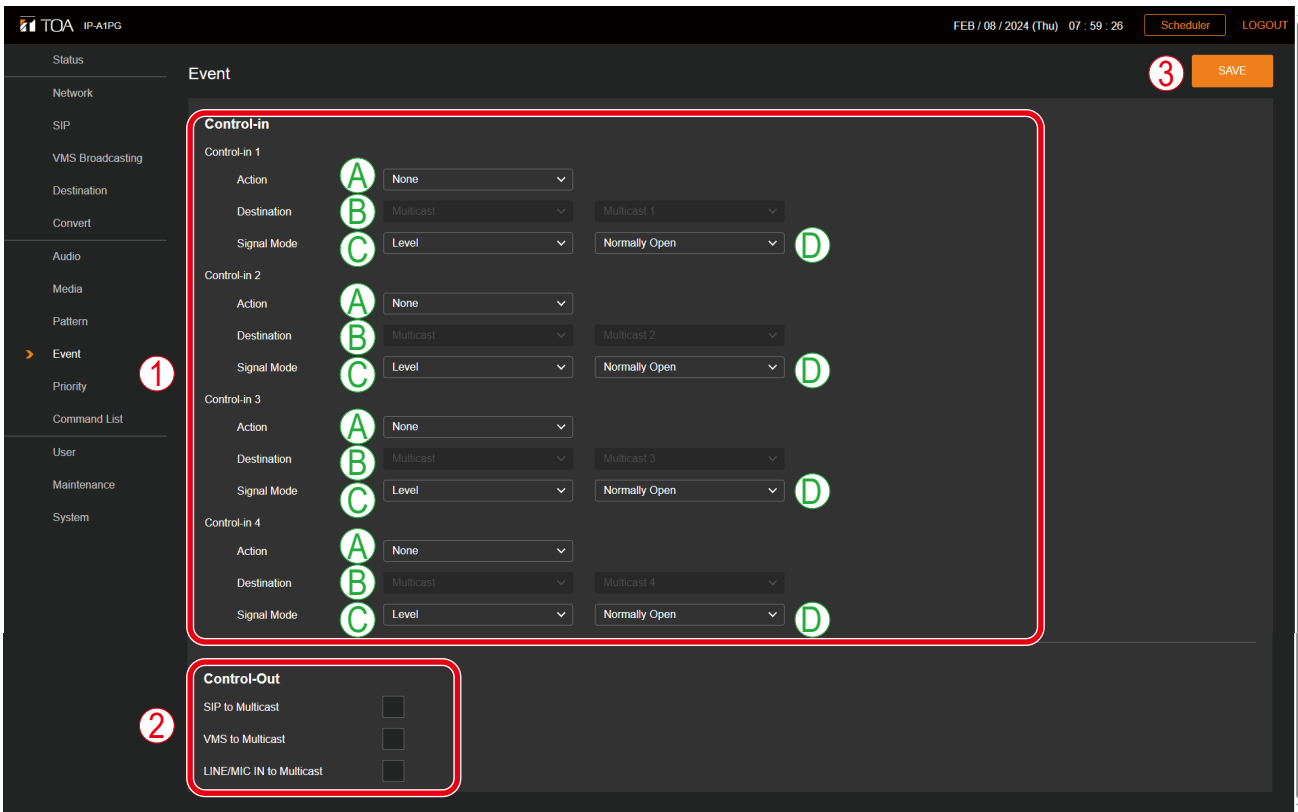 TOA IP-A1PG FEB / 08 / 2024 (Thu) 07 : 59 : 26 Scheduler LOGOUT
Status
Network
SIP
VMS Broadcasting
Destination
Convert
Audio
Media
Pattern
Event
Priority
Command List
User
Maintenance
System
Event 3 SAVE
1
Control-in
Control-in 1
Action A None
Destination B Multicast Multicast 1
Signal Mode C Level Normally Open D
Control-in 2
Action A None
Destination B Multicast Multicast 2
Signal Mode C Level Normally Open D
Control-in 3
Action A None
Destination B Multicast Multicast 3
Signal Mode C Level Normally Open D
Control-in 4
Action A None
Destination B Multicast Multicast 4
Signal Mode C Level Normally Open D
2
Control-Out
SIP to Multicast
VMS to Multicast
LINE/MIC IN to Multicast